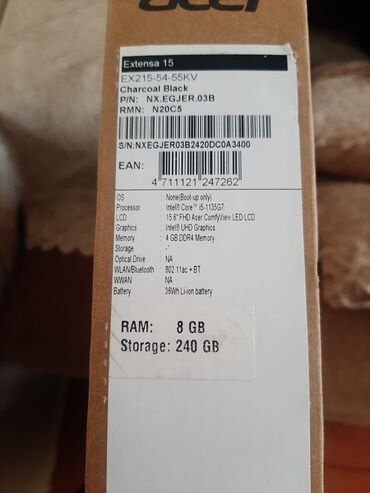 acer
Extensa 15
EX215-54-55KV
Charcoal Black
P/N: NX.EGJER.03B
RMN: N20C5
S/N:NXEGJER03B2420DC0A3400
EAN:
4 711121 247262
OS : None(Boot-up only)
Processor : Intel® Core™ i5-1135G7
LCD : 15.6" FHD Acer ComfyView LED LCD
Graphics : Intel® UHD Graphics
Memory : 4 GB DDR4 Memory
Storage : -*
Optical Drive : NA
WLAN/Bluetooth : 802.11ac + BT
WWAN : NA
Battery : 36Wh Li-ion battery
RAM: 8 GB
Storage: 240 GB